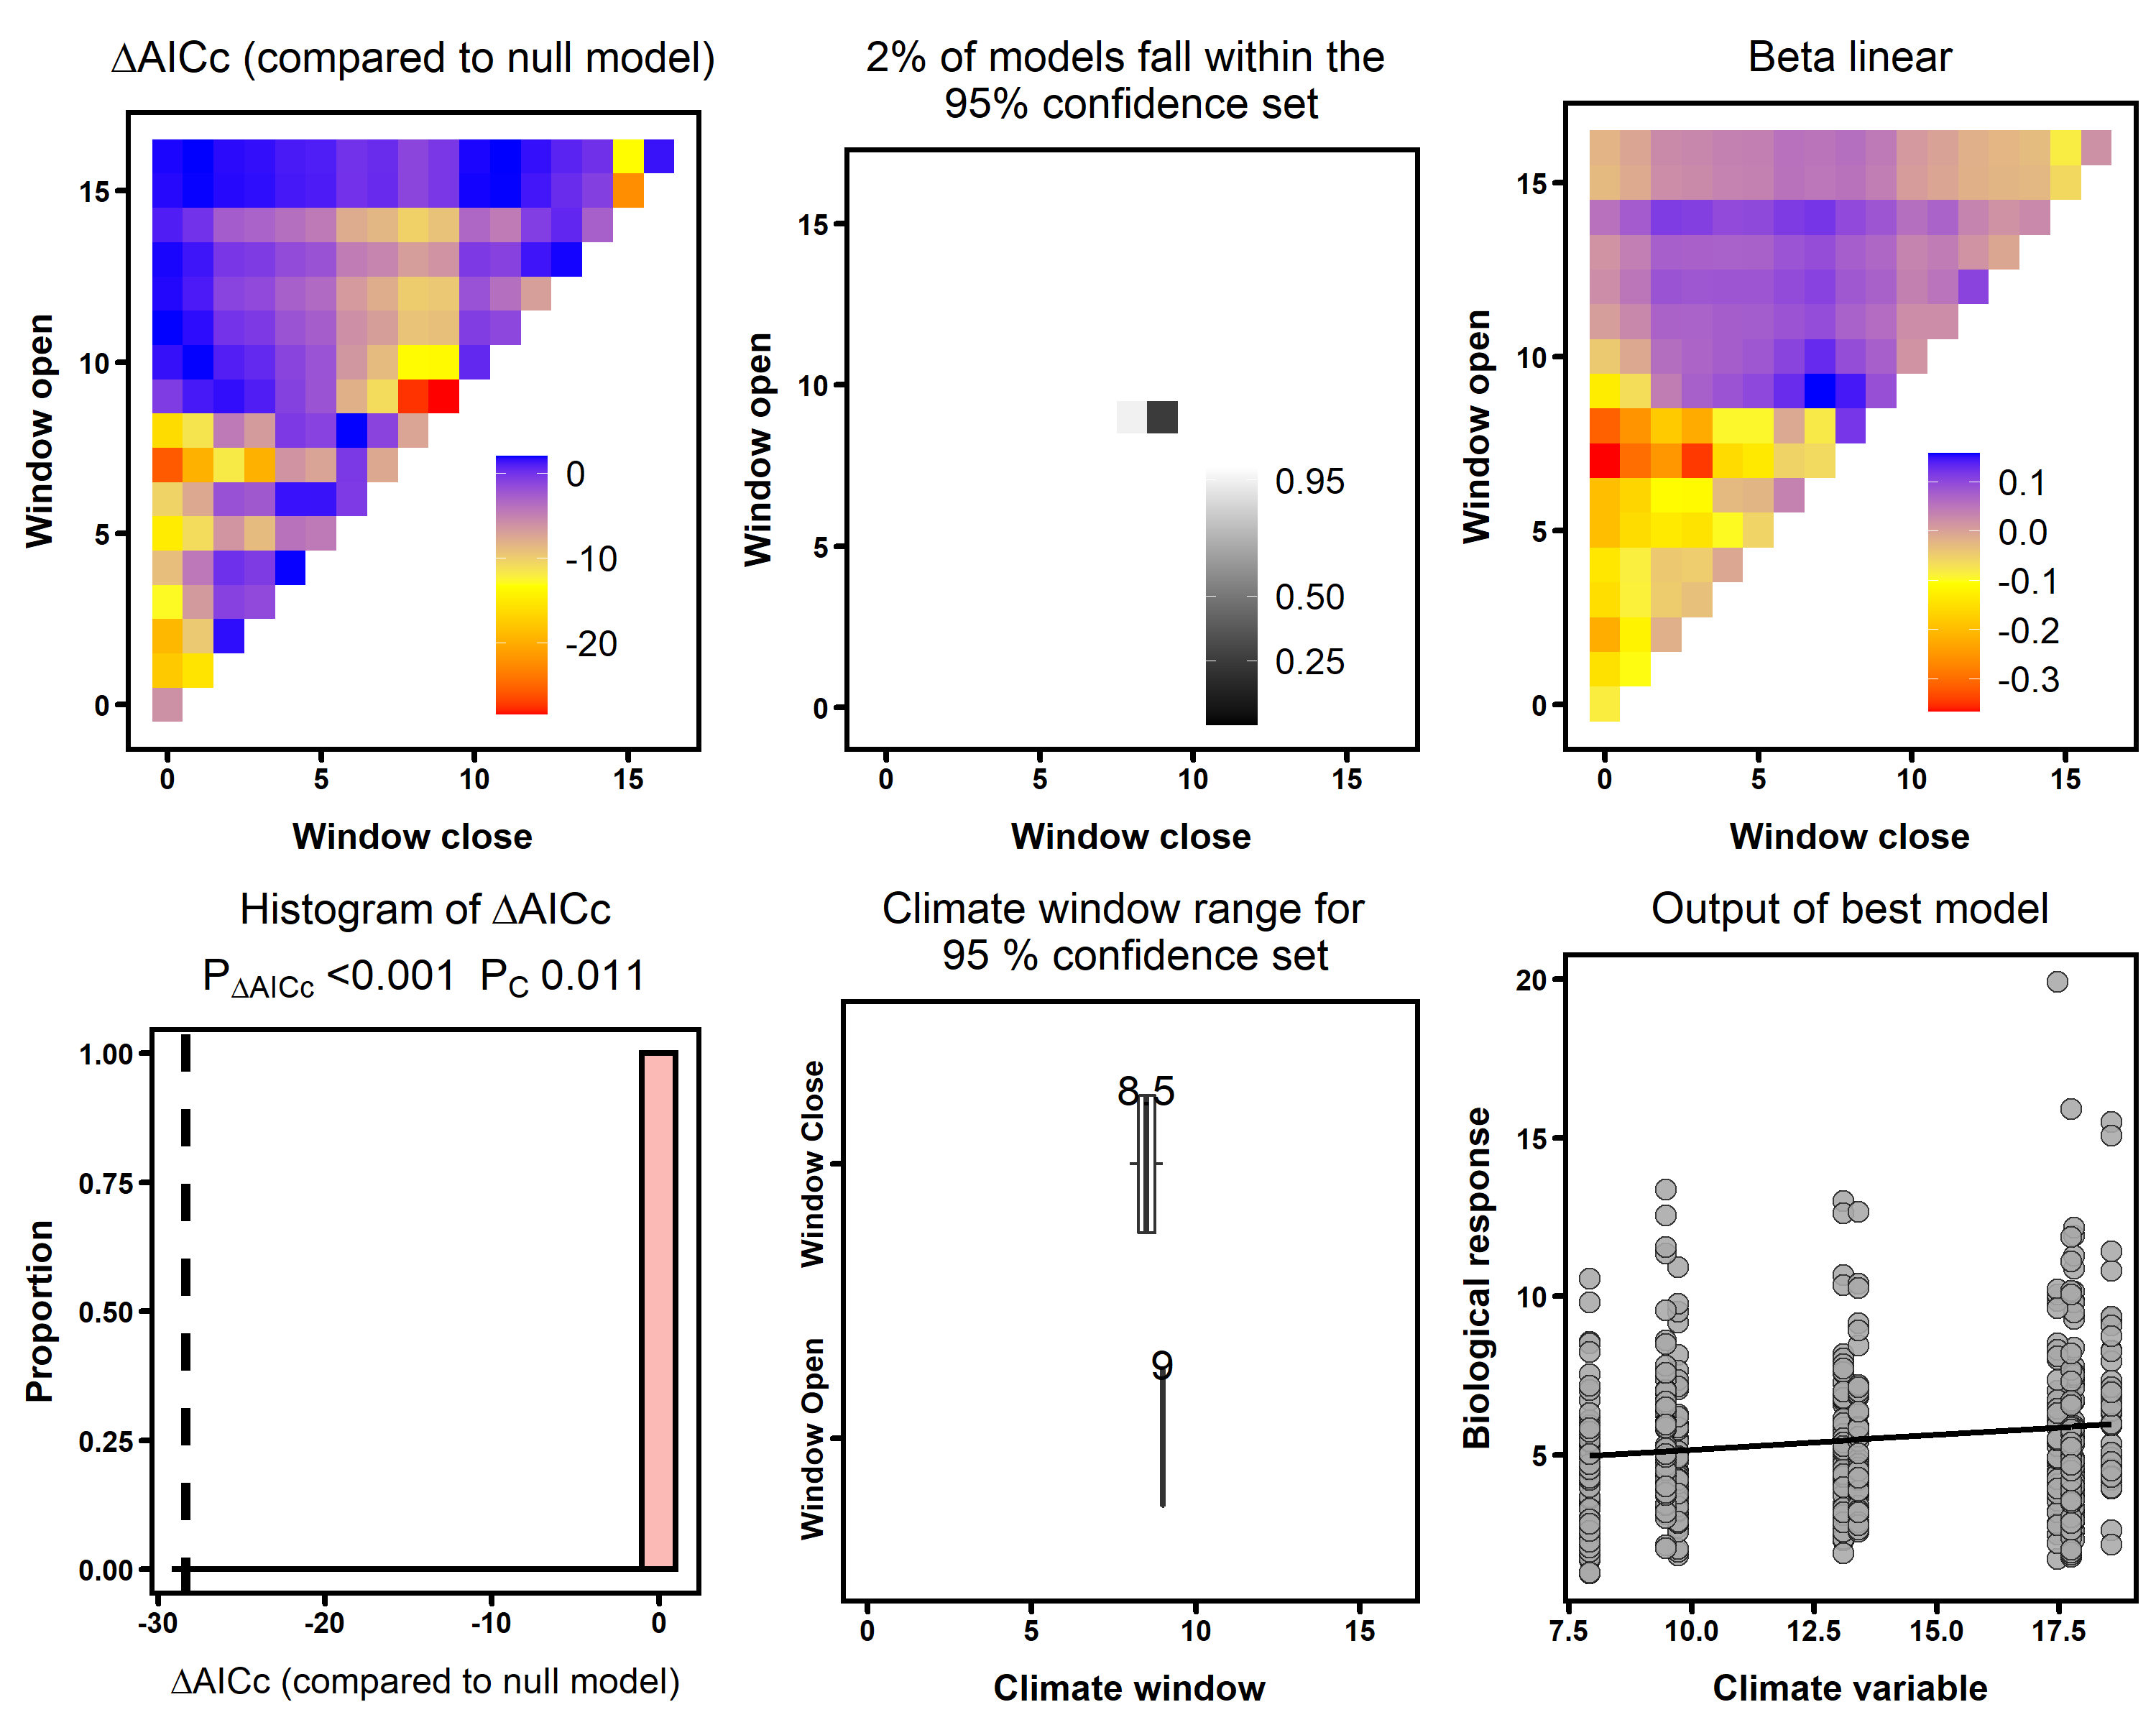 ΔAICc (compared to null model)
Window open
15
10
5
0
0
-10
-20
0 5 10 15
Window close
2% of models fall within the
95% confidence set
Window open
15
10
5
0
0.95
0.50
0.25
0 5 10 15
Window close
Beta linear
Window open
15
10
5
0
0.1
0.0
-0.1
-0.2
-0.3
0 5 10 15
Window close
Histogram of ΔAICc
PΔAICc <0.001 PC 0.011
Proportion
1.00
0.75
0.50
0.25
0.00
-30 -20 -10 0
ΔAICc (compared to null model)
Climate window range for
95 % confidence set
Window Close
Window Open
8.5
9
0 5 10 15
Climate window
Output of best model
Biological response
20
15
10
5
7.5 10.0 12.5 15.0 17.5
Climate variable